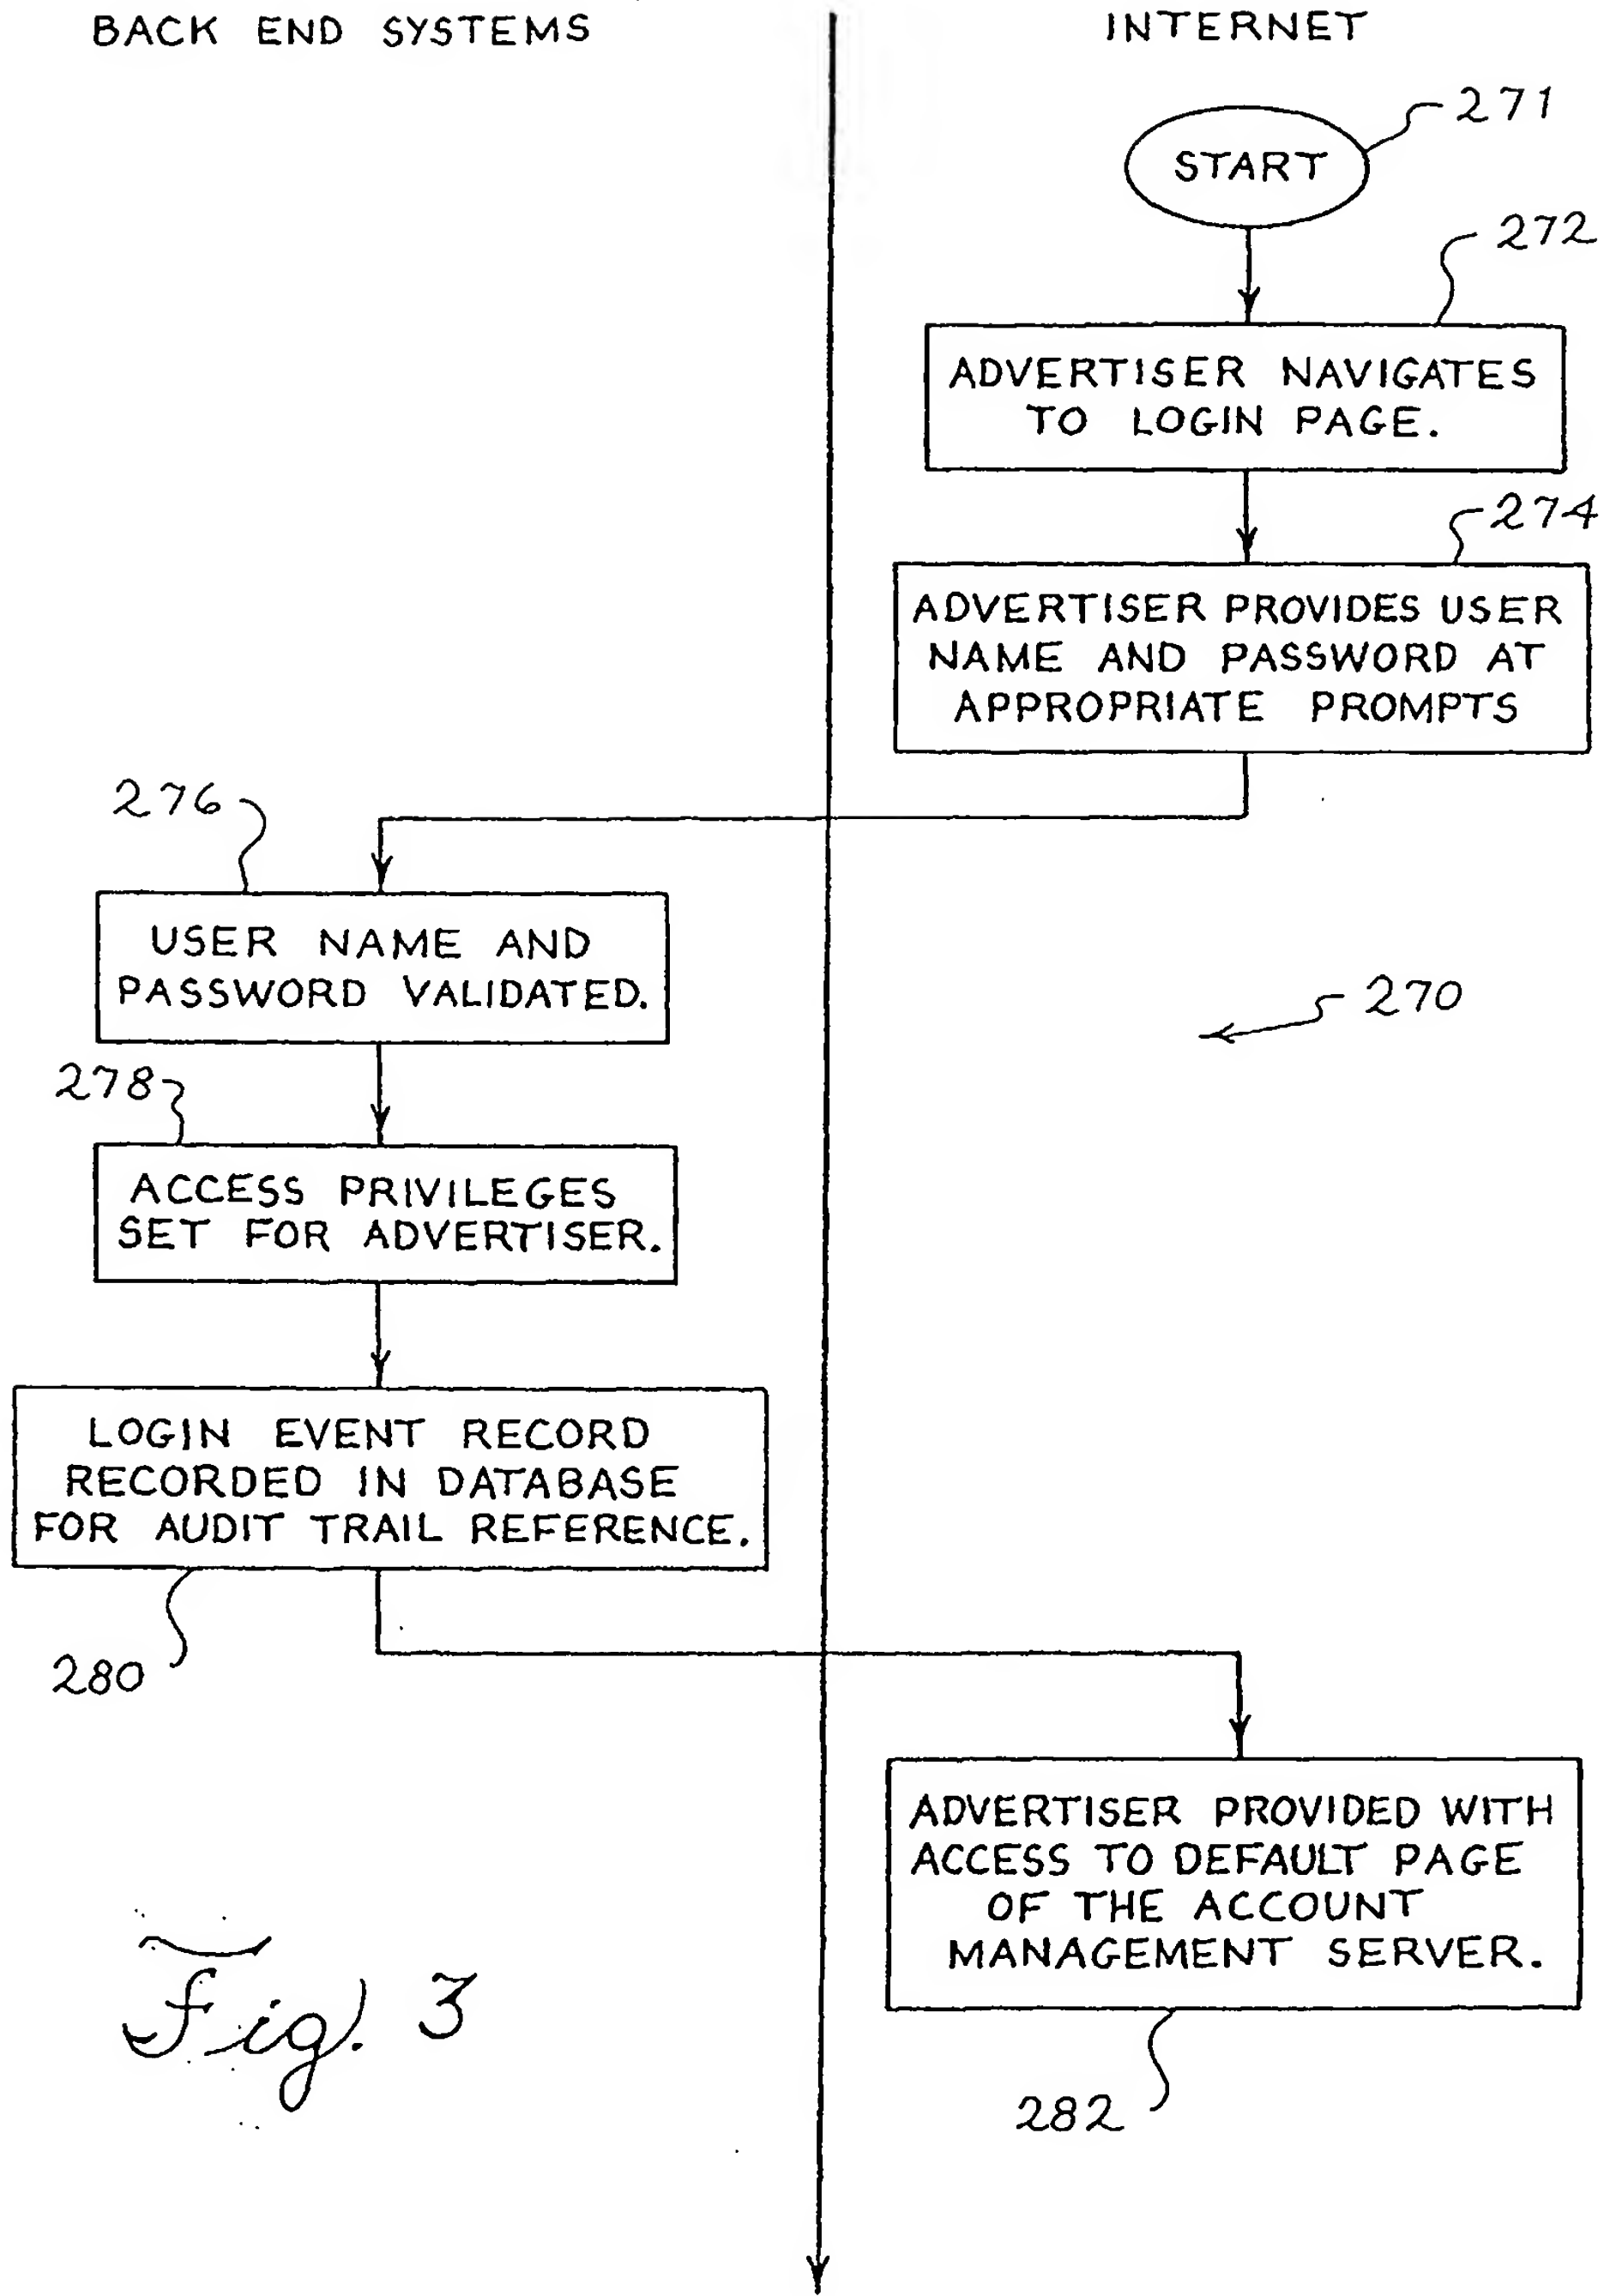 BACK END SYSTEMS
INTERNET
271
START
272
ADVERTISER NAVIGATES
TO LOGIN PAGE.
274
ADVERTISER PROVIDES USER
NAME AND PASSWORD AT
APPROPRIATE PROMPTS
276
USER NAME AND
PASSWORD VALIDATED.
270
278
ACCESS PRIVILEGES
SET FOR ADVERTISER.
LOGIN EVENT RECORD
RECORDED IN DATABASE
FOR AUDIT TRAIL REFERENCE.
280
ADVERTISER PROVIDED WITH
ACCESS TO DEFAULT PAGE
OF THE ACCOUNT
MANAGEMENT SERVER.
282
Fig. 3